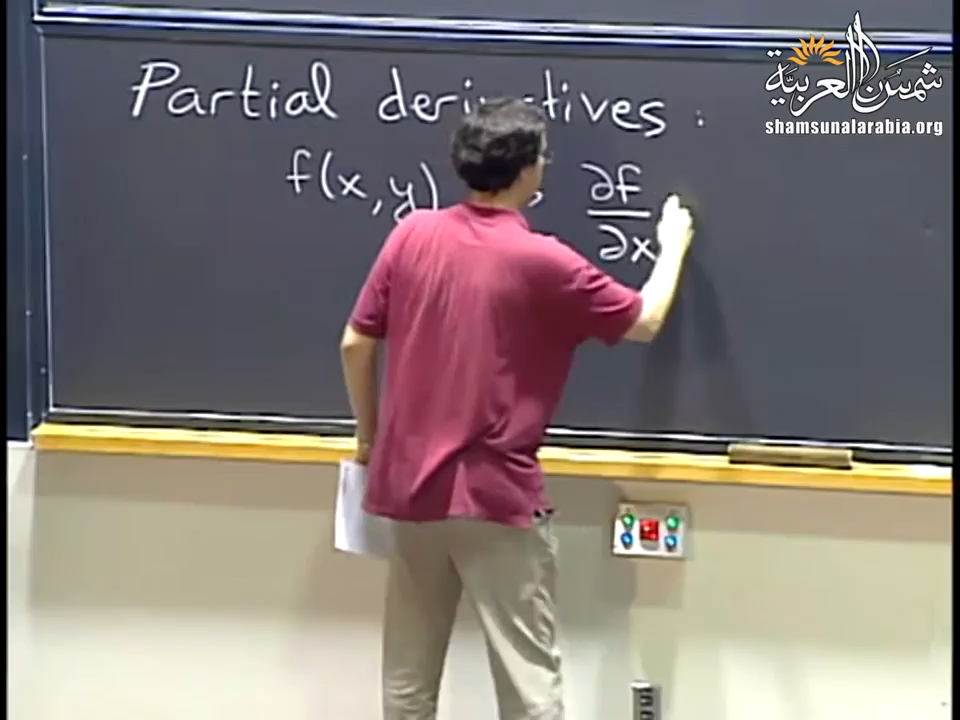 شمس العربية
shamsunalarabia.org
Partial derivatives :
f(x, y)
∂f
∂x